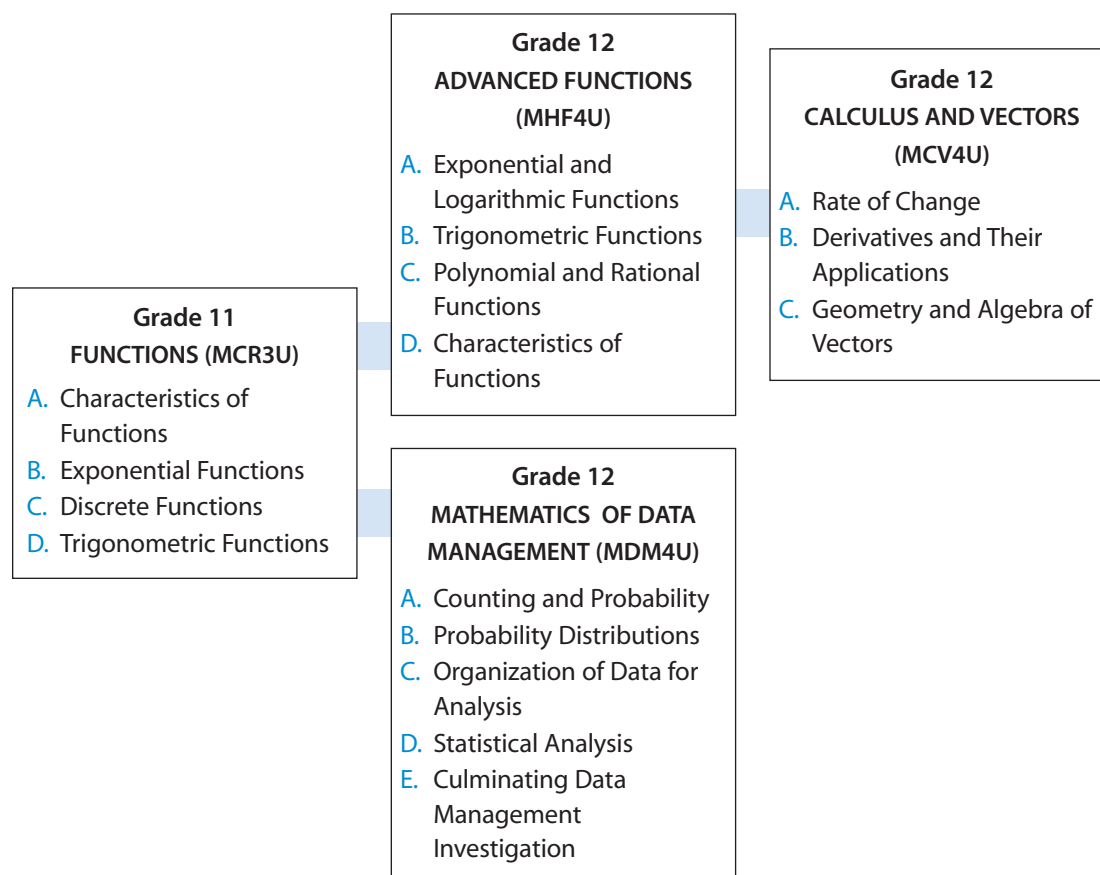 Grade 11
FUNCTIONS (MCR3U)
A. Characteristics of
Functions
B. Exponential Functions
C. Discrete Functions
D. Trigonometric Functions
Grade 12
ADVANCED FUNCTIONS
(MHF4U)
A. Exponential and
Logarithmic Functions
B. Trigonometric Functions
C. Polynomial and Rational
Functions
D. Characteristics of
Functions
Grade 12
CALCULUS AND VECTORS
(MCV4U)
A. Rate of Change
B. Derivatives and Their
Applications
C. Geometry and Algebra of
Vectors
Grade 12
MATHEMATICS OF DATA
MANAGEMENT (MDM4U)
A. Counting and Probability
B. Probability Distributions
C. Organization of Data for
Analysis
D. Statistical Analysis
E. Culminating Data
Management
Investigation